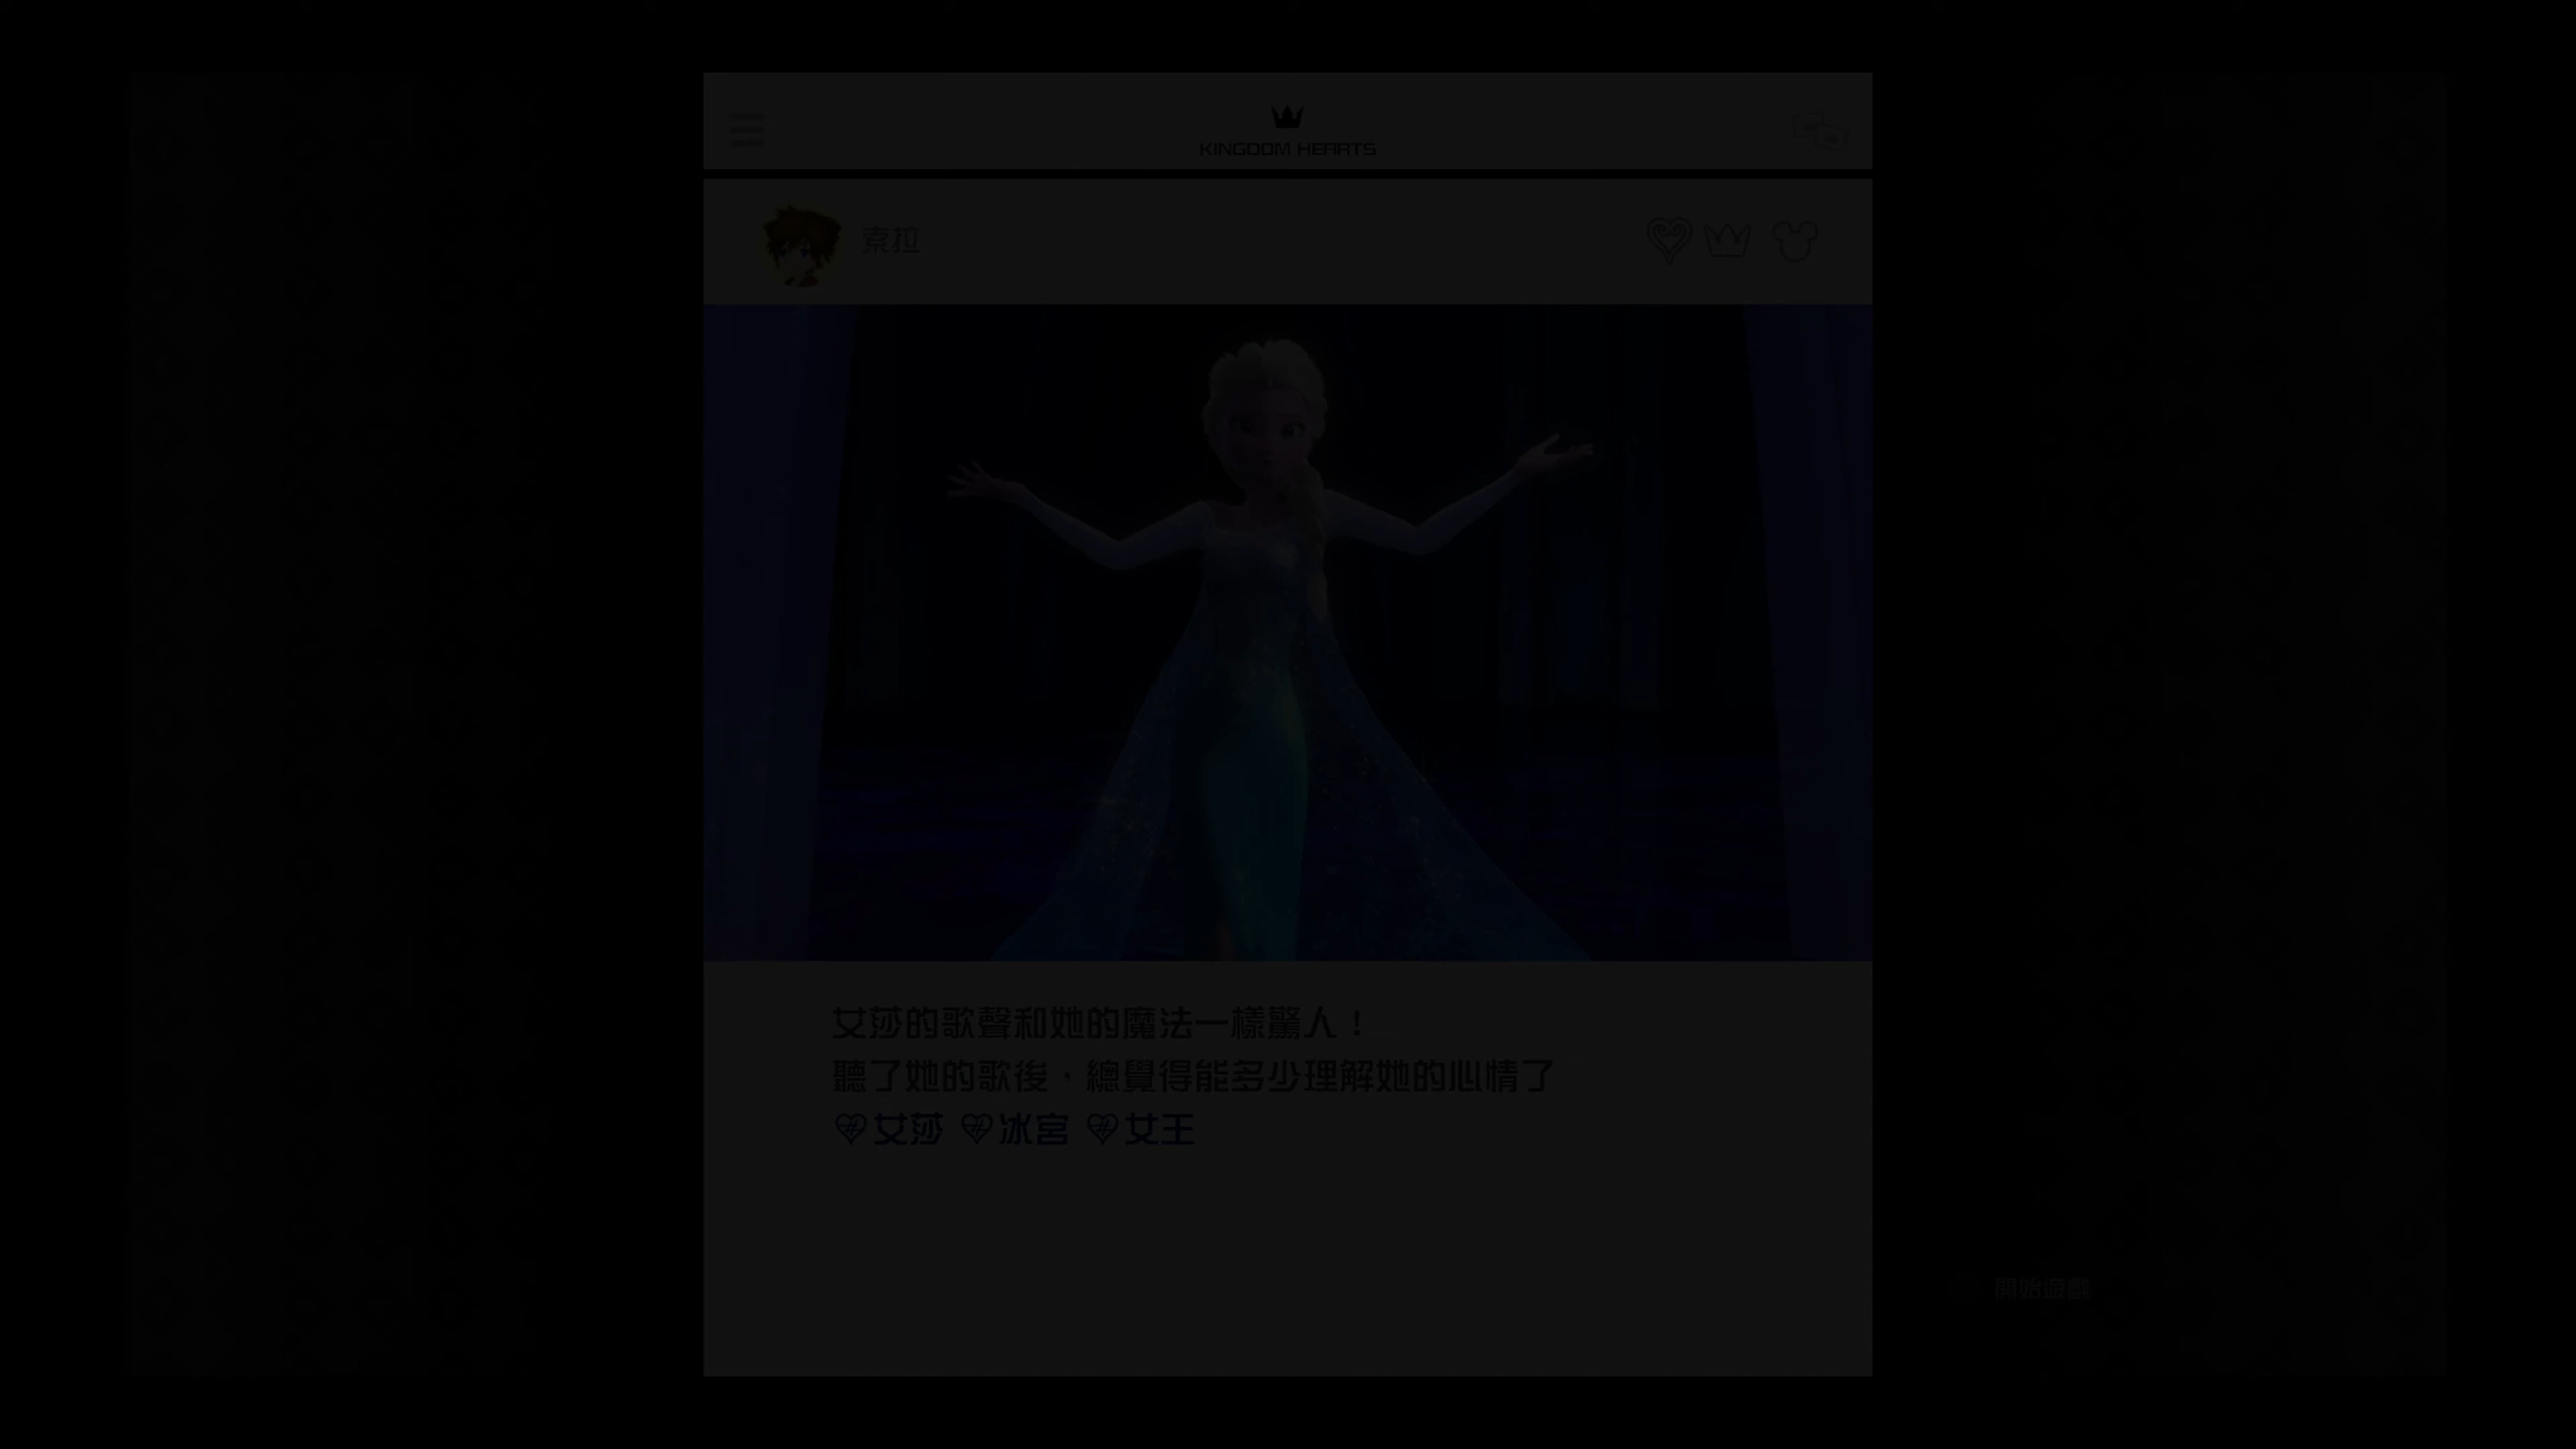 KINGDOM HEARTS
索拉
艾莎的歌聲和她的魔法一樣驚人！
聽了她的歌後，總覺得能多少理解她的心情了
艾莎 冰宮 女王
開始遊戲